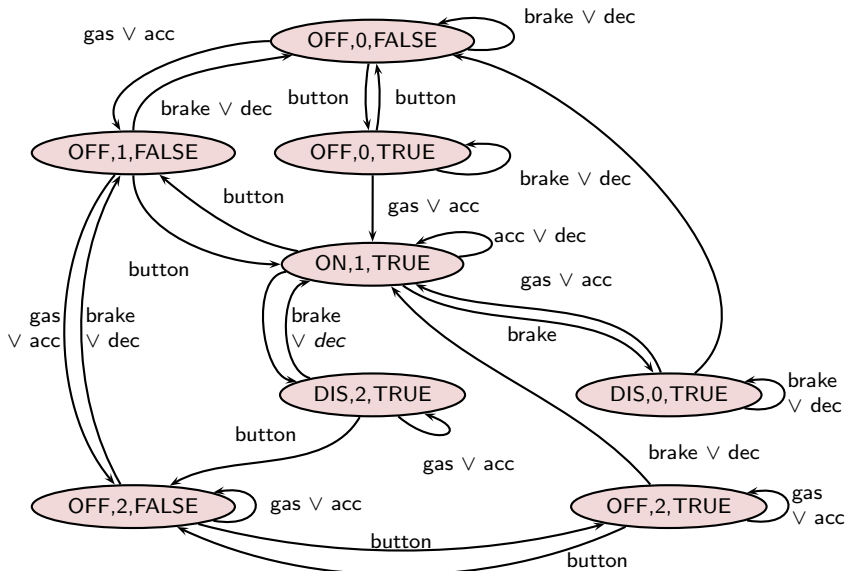 brake ∨ dec
gas ∨ acc
OFF,0,FALSE
button
button
brake ∨ dec
OFF,1,FALSE
OFF,0,TRUE
brake ∨ dec
button
gas ∨ acc
acc ∨ dec
button
ON,1,TRUE
gas ∨ acc
gas
∨ acc
brake
∨ dec
brake
∨ dec
brake
DIS,2,TRUE
DIS,0,TRUE
brake
∨ dec
button
gas ∨ acc
brake ∨ dec
OFF,2,FALSE
gas ∨ acc
OFF,2,TRUE
gas
∨ acc
button
button